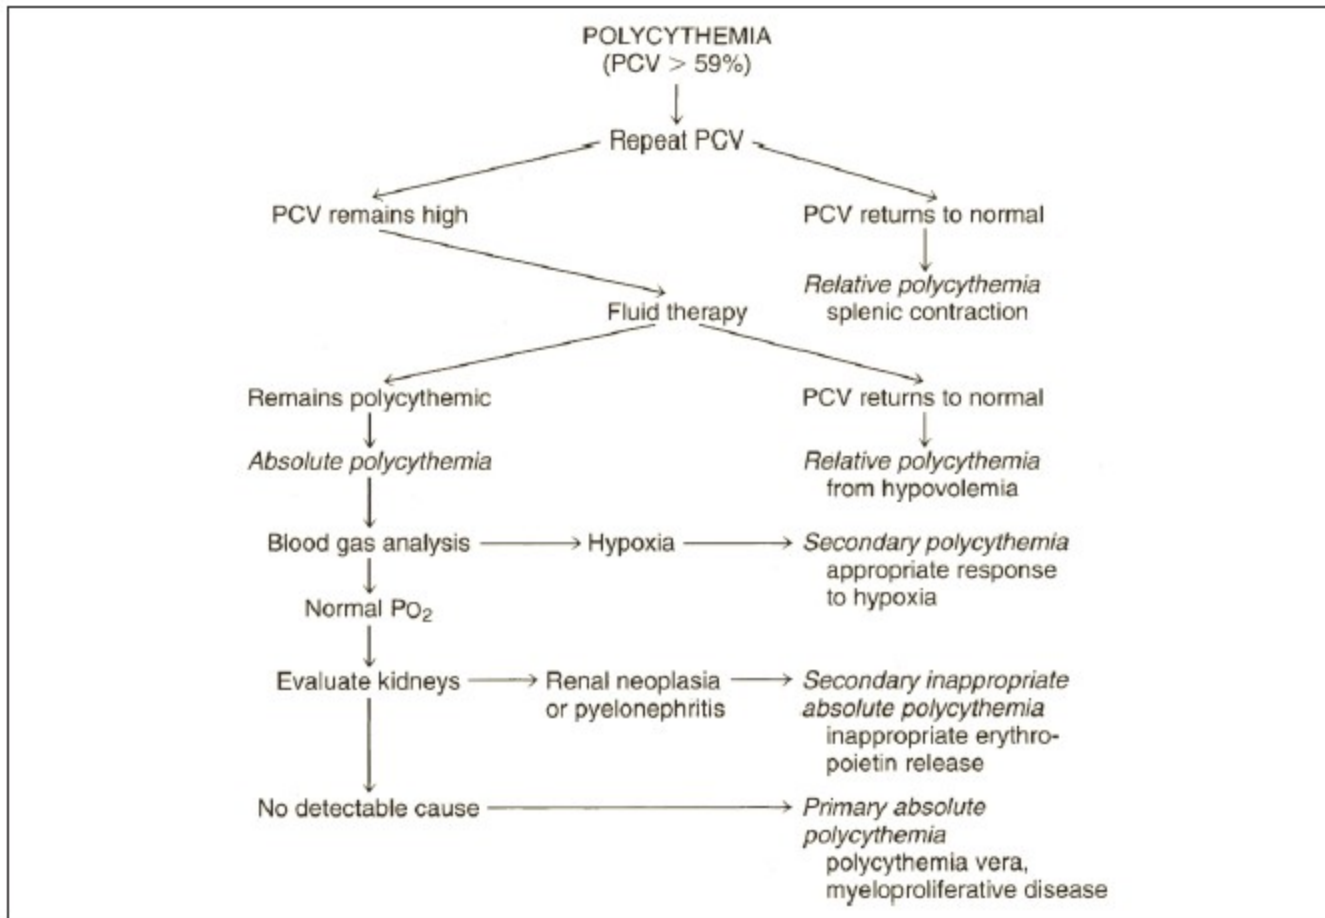 POLYCYTHEMIA
(PCV > 59%)
Repeat PCV
PCV remains high
PCV returns to normal
Relative polycythemia
splenic contraction
Fluid therapy
Remains polycythemic
PCV returns to normal
Absolute polycythemia
Relative polycythemia
from hypovolemia
Blood gas analysis
Hypoxia
Secondary polycythemia
appropriate response
to hypoxia
Normal PO₂
Evaluate kidneys
Renal neoplasia
or pyelonephritis
Secondary inappropriate
absolute polycythemia
inappropriate erythro-
poietin release
No detectable cause
Primary absolute
polycythemia
polycythemia vera,
myeloproliferative disease